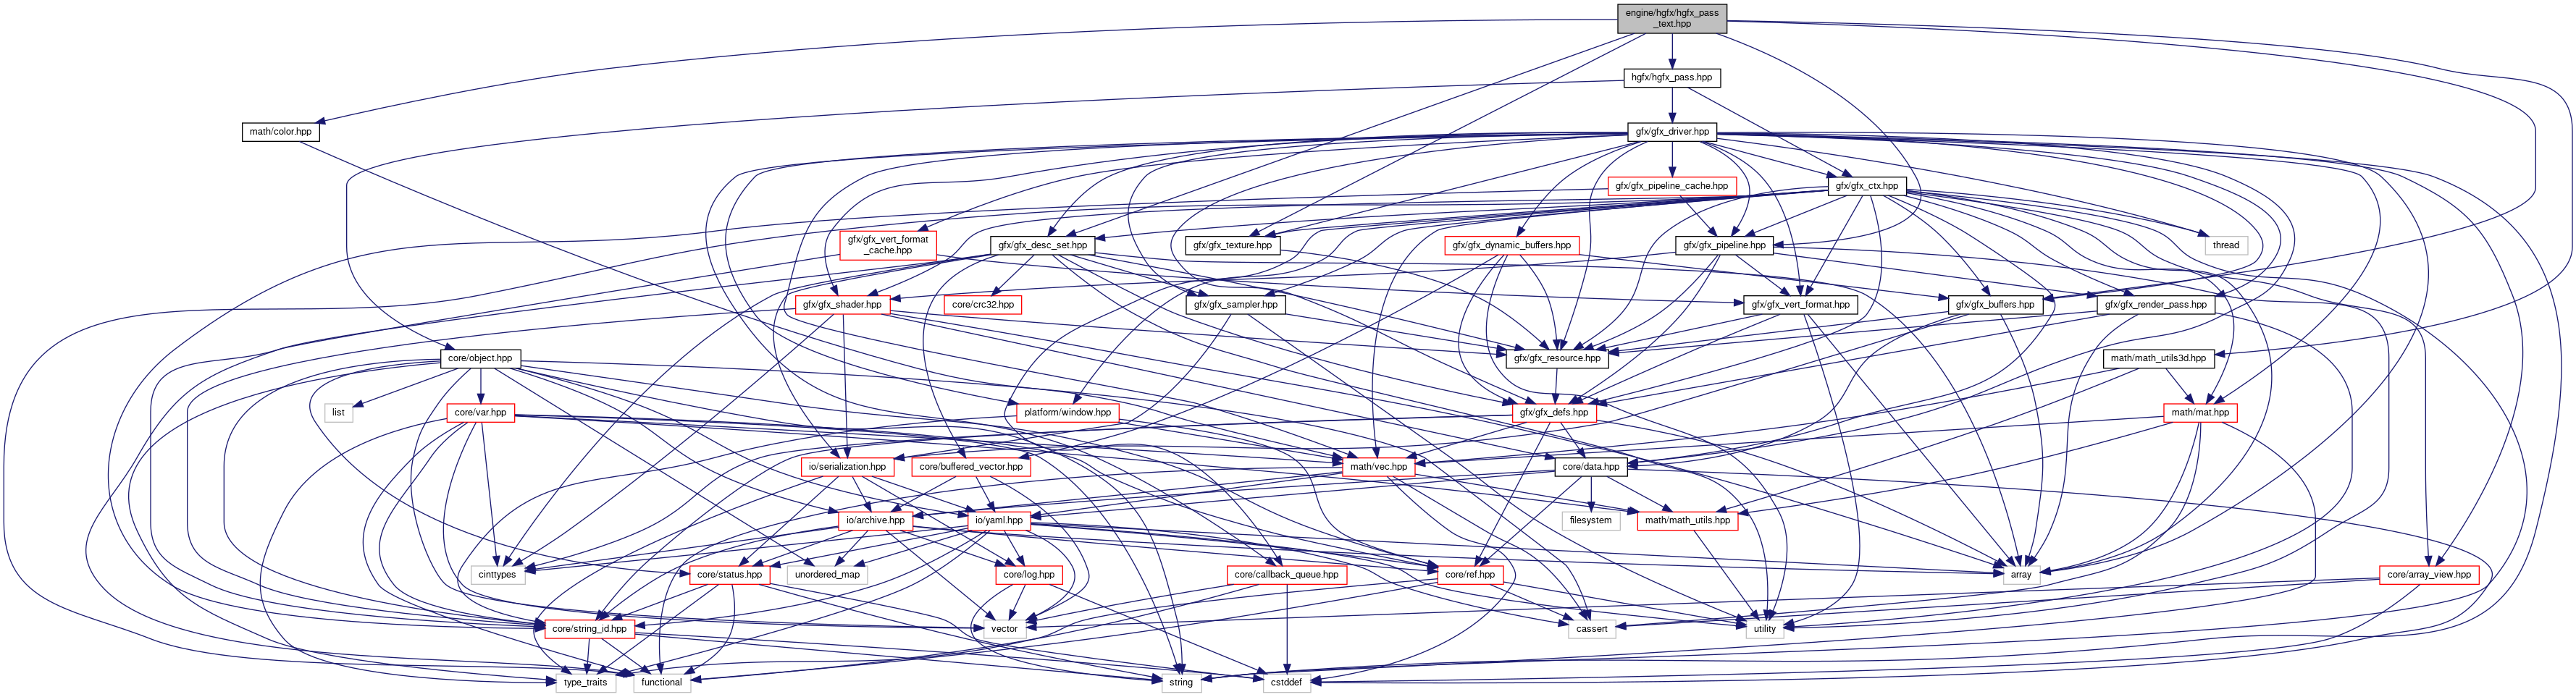 engine/hgfx/hgfx_pass
_text.hpp
hgfx/hgfx_pass.hpp
math/color.hpp
gfx/gfx_driver.hpp
gfx/gfx_pipeline_cache.hpp
gfx/gfx_ctx.hpp
gfx/gfx_vert_format
_cache.hpp
gfx/gfx_desc_set.hpp
gfx/gfx_texture.hpp
gfx/gfx_dynamic_buffers.hpp
gfx/gfx_pipeline.hpp
thread
gfx/gfx_shader.hpp
core/crc32.hpp
gfx/gfx_sampler.hpp
gfx/gfx_vert_format.hpp
gfx/gfx_buffers.hpp
gfx/gfx_render_pass.hpp
core/object.hpp
gfx/gfx_resource.hpp
math/math_utils3d.hpp
list
core/var.hpp
platform/window.hpp
gfx/gfx_defs.hpp
math/mat.hpp
io/serialization.hpp
core/buffered_vector.hpp
math/vec.hpp
core/data.hpp
io/archive.hpp
io/yaml.hpp
filesystem
math/math_utils.hpp
cinttypes
core/status.hpp
unordered_map
core/log.hpp
core/callback_queue.hpp
core/ref.hpp
array
core/array_view.hpp
core/string_id.hpp
vector
cassert
utility
type_traits
functional
string
cstddef